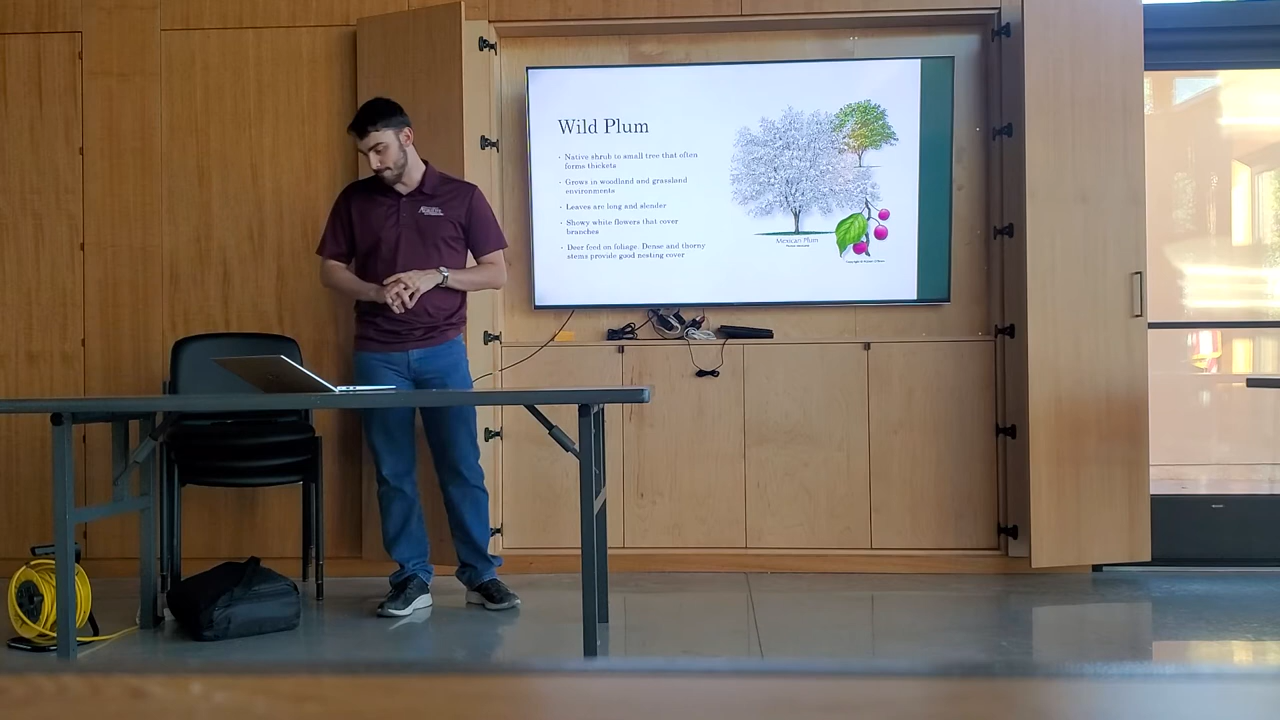 Wild Plum
· Native shrub to small tree that often
forms thickets
· Grows in woodland and grassland
environments
· Leaves are long and slender
· Showy white flowers that cover
branches
· Deer feed on foliage. Dense and thorny
stems provide good nesting cover
Mexican Plum